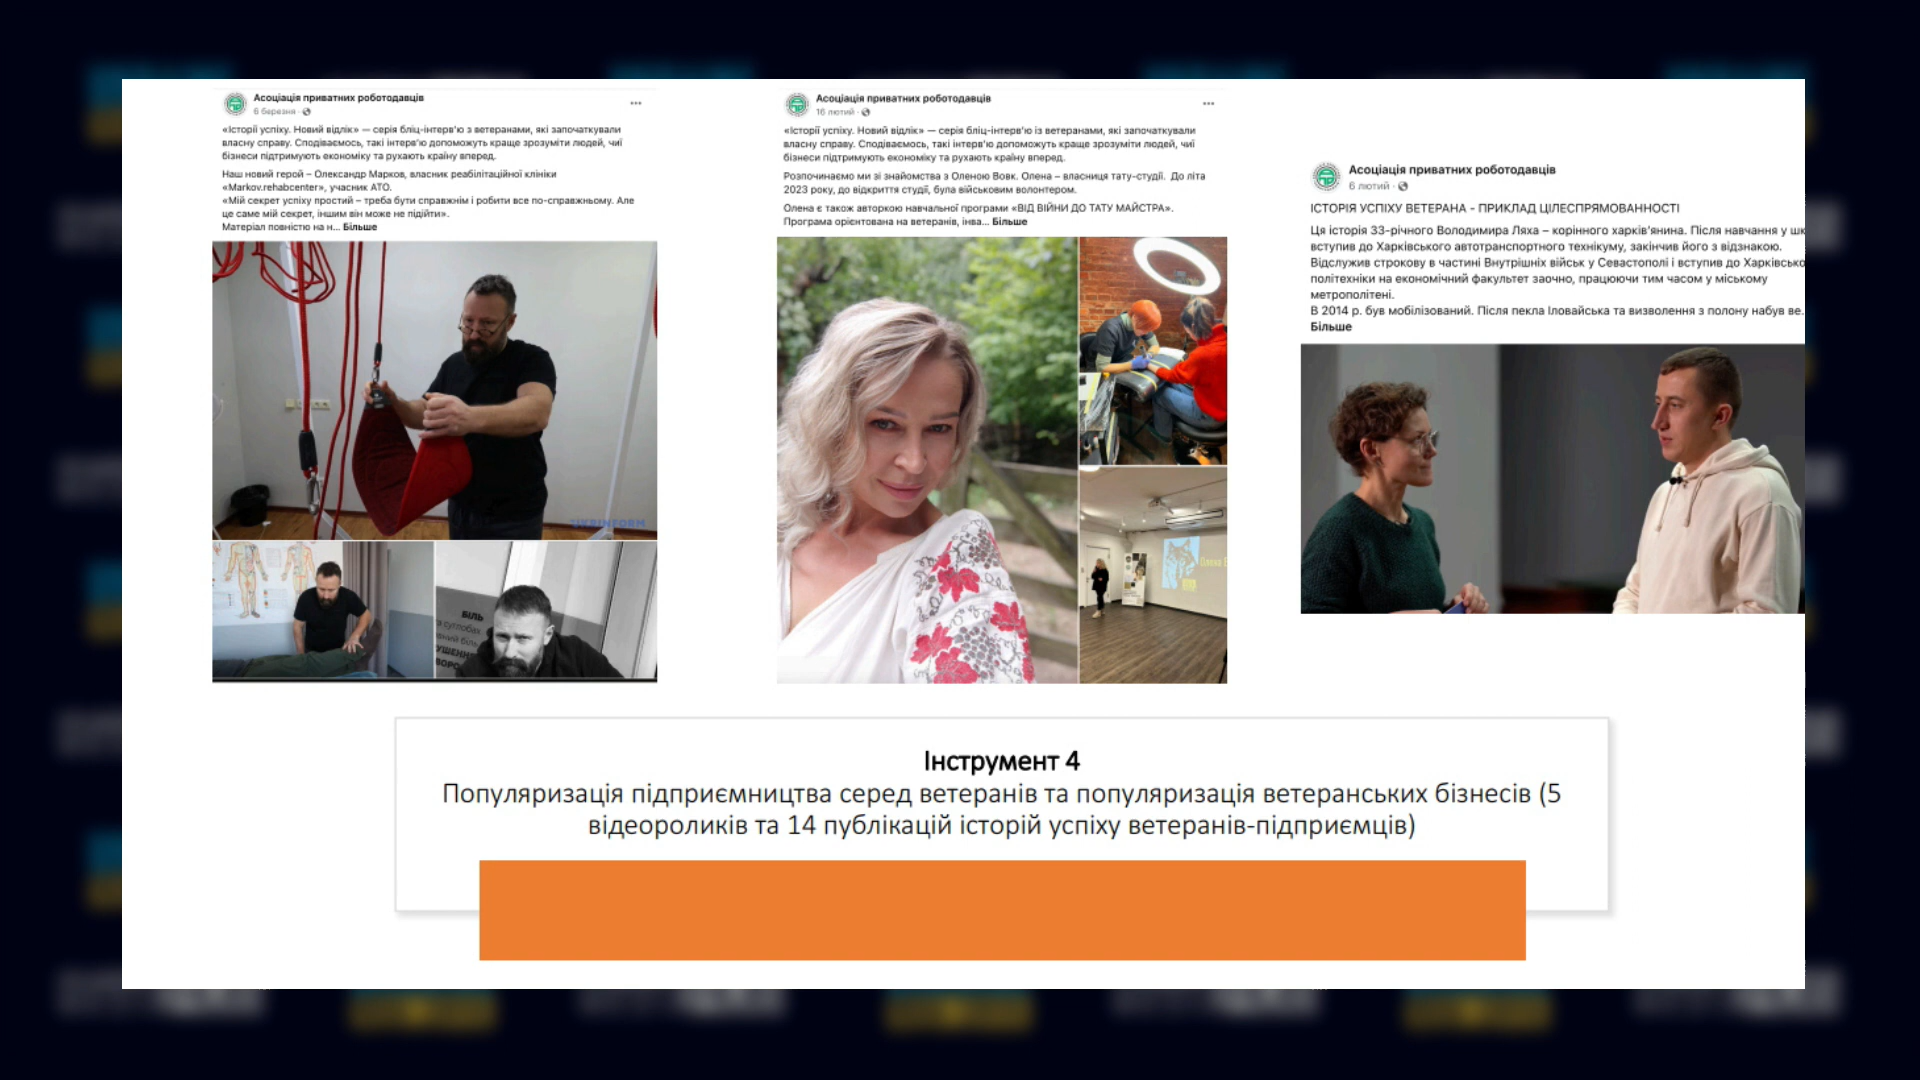 Асоціація приватних роботодавців
6 березня
«Історії успіху. Новий відлік» — серія бліц-інтерв'ю з ветеранами, які започаткували
власну справу. Сподіваємось, такі інтерв'ю допоможуть краще зрозуміти людей, чиї
бізнеси підтримують економіку та рухають країну вперед.
Наш новий герой – Олександр Марков, власник реабілітаційної клініки
«Markov.rehabcenter», учасник АТО.
«Мій секрет успіху простий – треба бути справжнім і робити все по-справжньому. Але
це саме мій секрет, іншим він може не підійти».
Матеріал повністю на н... Більше
UKRINFORM
БІЛЬ
Асоціація приватних роботодавців
16 лютий
«Історії успіху. Новий відлік» — серія бліц-інтерв'ю із ветеранами, які започаткували
власну справу. Сподіваємось, такі інтерв'ю допоможуть краще зрозуміти людей, чиї
бізнеси підтримують економіку та рухають країну вперед.
Розпочинаємо ми зі знайомства з Оленою Вовк. Олена – власниця тату-студії. До літа
2023 року, до відкриття студії, була військовим волонтером.
Олена є також авторкою навчальної програми «ВІД ВІЙНИ ДО ТАТУ МАЙСТРА».
Програма орієнтована на ветеранів, інва... Більше
Асоціація приватних роботодавців
6 лютий
ІСТОРІЯ УСПІХУ ВЕТЕРАНА - ПРИКЛАД ЦІЛЕСПРЯМОВАННОСТІ
Ця історія 33-річного Володимира Ляха – корінного харків'янина. Після навчання у шк
вступив до Харківського автотранспортного технікуму, закінчив його з відзнакою.
Відслужив строкову в частині Внутрішніх військ у Севастополі і вступив до Харківсько
політехніки на економічний факультет заочно, працюючи тим часом у міському
метрополітені.
В 2014 р. був мобілізований. Після пекла Іловайська та визволення з полону набув ве.
Більше
Інструмент 4
Популяризація підприємництва серед ветеранів та популяризація ветеранських бізнесів (5
відеороликів та 14 публікацій історій успіху ветеранів-підприємців)